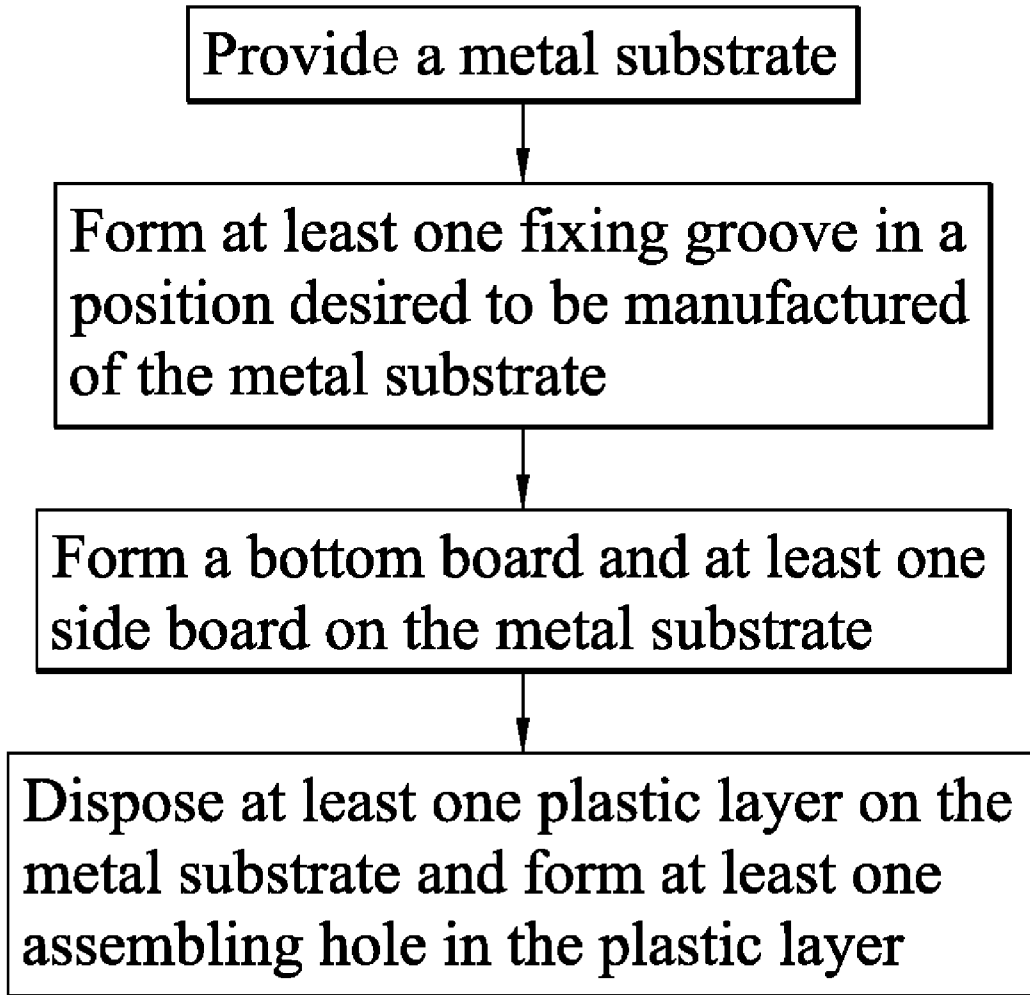 Provide a metal substrate
Form at least one fixing groove in a
position desired to be manufactured
of the metal substrate
Form a bottom board and at least one
side board on the metal substrate
Dispose at least one plastic layer on the
metal substrate and form at least one
assembling hole in the plastic layer